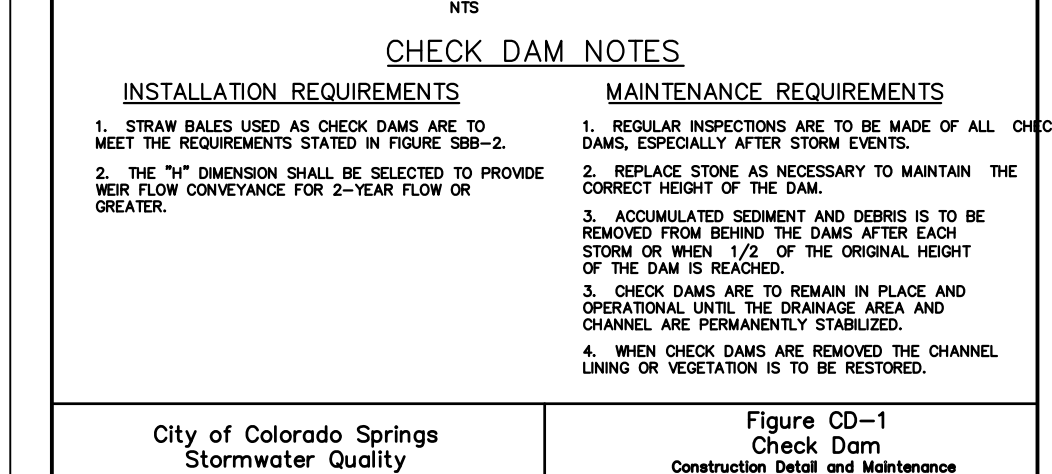 NTS
CHECK DAM NOTES
INSTALLATION REQUIREMENTS
1. STRAW BALES USED AS CHECK DAMS ARE TO
MEET THE REQUIREMENTS STATED IN FIGURE SBB-2.
2. THE "H" DIMENSION SHALL BE SELECTED TO PROVIDE
WEIR FLOW CONVEYANCE FOR 2-YEAR FLOW OR
GREATER.
MAINTENANCE REQUIREMENTS
1. REGULAR INSPECTIONS ARE TO BE MADE OF ALL CHEC
DAMS, ESPECIALLY AFTER STORM EVENTS.
2. REPLACE STONE AS NECESSARY TO MAINTAIN THE
CORRECT HEIGHT OF THE DAM.
3. ACCUMULATED SEDIMENT AND DEBRIS IS TO BE
REMOVED FROM BEHIND THE DAMS AFTER EACH
STORM OR WHEN 1/2 OF THE ORIGINAL HEIGHT
OF THE DAM IS REACHED.
3. CHECK DAMS ARE TO REMAIN IN PLACE AND
OPERATIONAL UNTIL THE DRAINAGE AREA AND
CHANNEL ARE PERMANENTLY STABILIZED.
4. WHEN CHECK DAMS ARE REMOVED THE CHANNEL
LINING OR VEGETATION IS TO BE RESTORED.
City of Colorado Springs
Stormwater Quality
Figure CD-1
Check Dam
Construction Detail and Maintenance